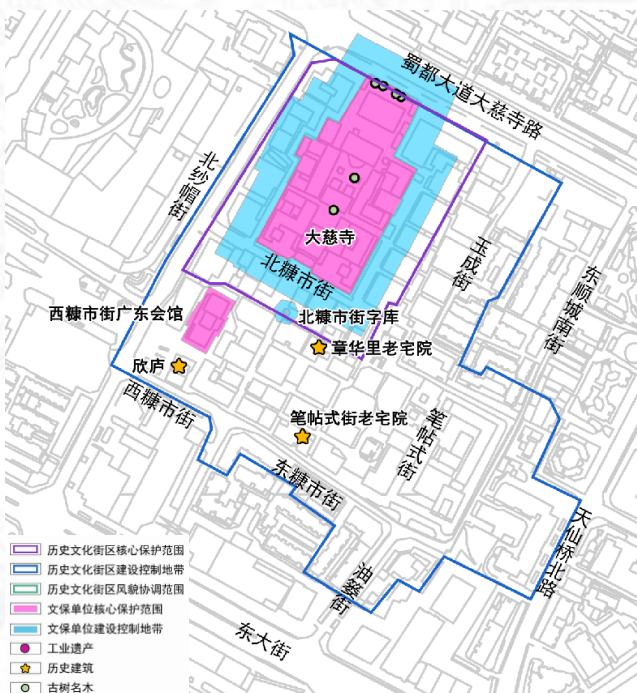 蜀都大道大慈寺路
北纱帽街
大慈寺
玉成街
东顺城南街
北糠市街
北糠市街字库
西糠市街广东会馆
章华里老宅院
欣庐
西糠市街
笔帖式街老宅院
笔帖式街
东糠市街
天仙桥北路
油篓街
东大街
历史文化街区核心保护范围
历史文化街区建设控制地带
历史文化街区风貌协调范围
文保单位核心保护范围
文保单位建设控制地带
工业遗产
历史建筑
古树名木